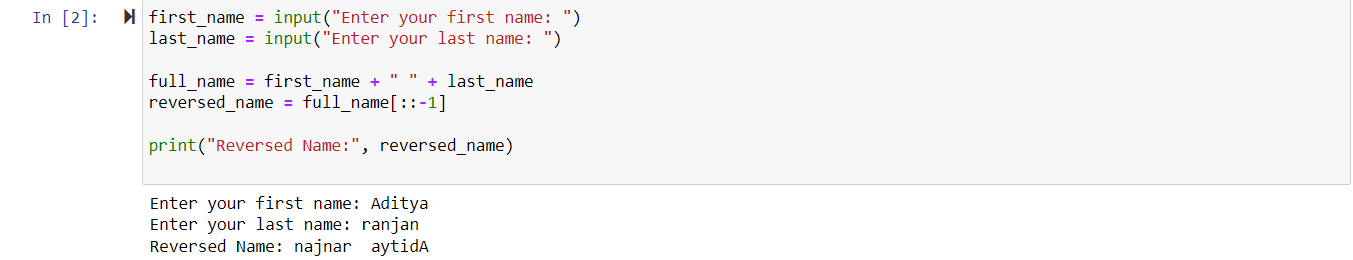 In [2]:
first_name = input("Enter your first name: ")
last_name = input("Enter your last name: ")
full_name = first_name + " " + last_name
reversed_name = full_name[::-1]
print("Reversed Name:", reversed_name)
Enter your first name: Aditya
Enter your last name: ranjan
Reversed Name: najnar  aytidA